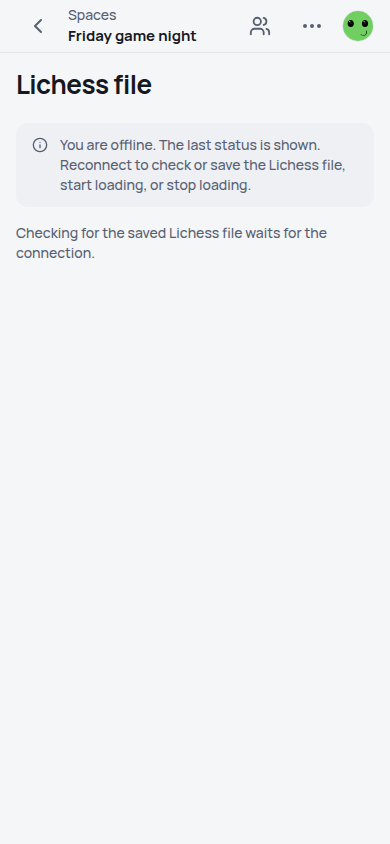 Spaces
Friday game night
Lichess file
You are offline. The last status is shown.
Reconnect to check or save the Lichess file,
start loading, or stop loading.
Checking for the saved Lichess file waits for the
connection.